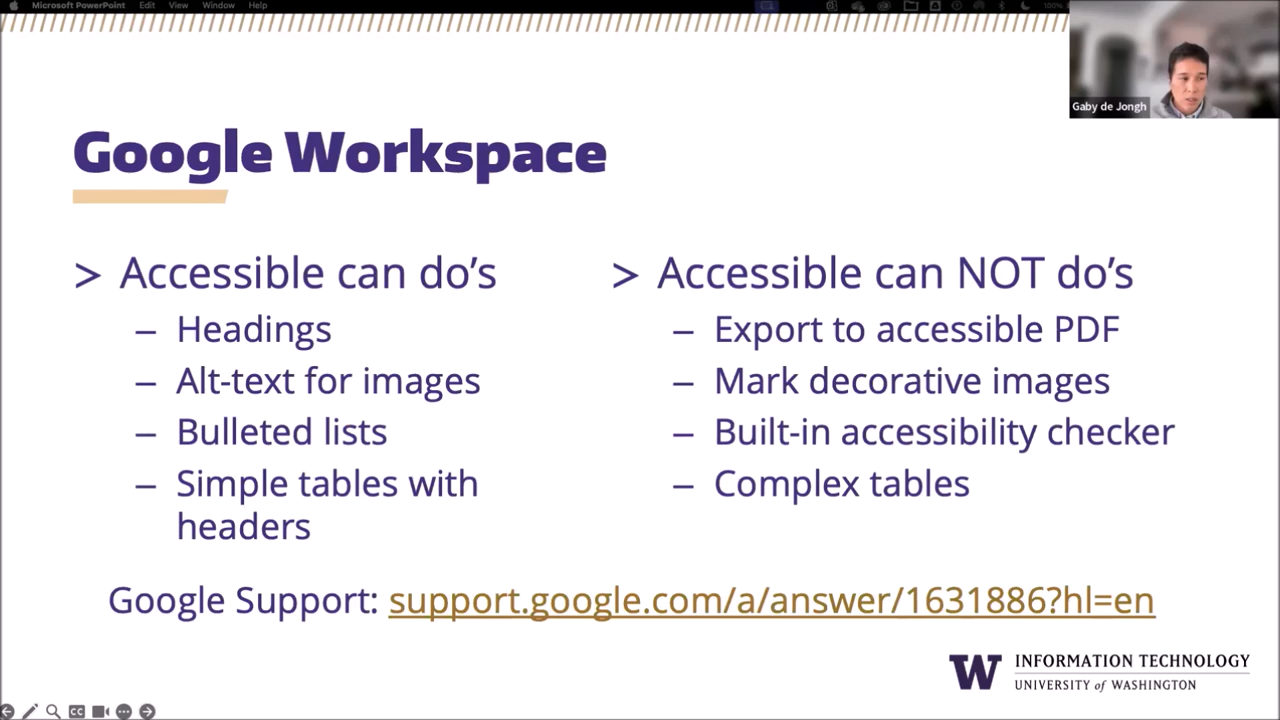 Microsoft PowerPoint Edit View Window Help 100%
Gaby de Jongh
Google Workspace
> Accessible can do's
– Headings
– Alt-text for images
– Bulleted lists
– Simple tables with
headers
> Accessible can NOT do's
– Export to accessible PDF
– Mark decorative images
– Built-in accessibility checker
– Complex tables
Google Support: support.google.com/a/answer/1631886?hl=en
W INFORMATION TECHNOLOGY
UNIVERSITY of WASHINGTON
CC